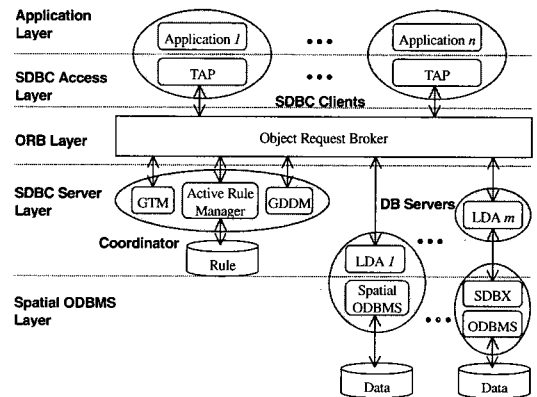 Application
Layer
Application 1
Application n
SDBC Access
Layer
TAP
TAP
SDBC Clients
ORB Layer
Object Request Broker
SDBC Server
Layer
GTM
Active Rule
Manager
GDDM
DB Servers
LDA m
Coordinator
Rule
LDA 1
Spatial ODBMS
Layer
Spatial
ODBMS
SDBX
ODBMS
Data
Data